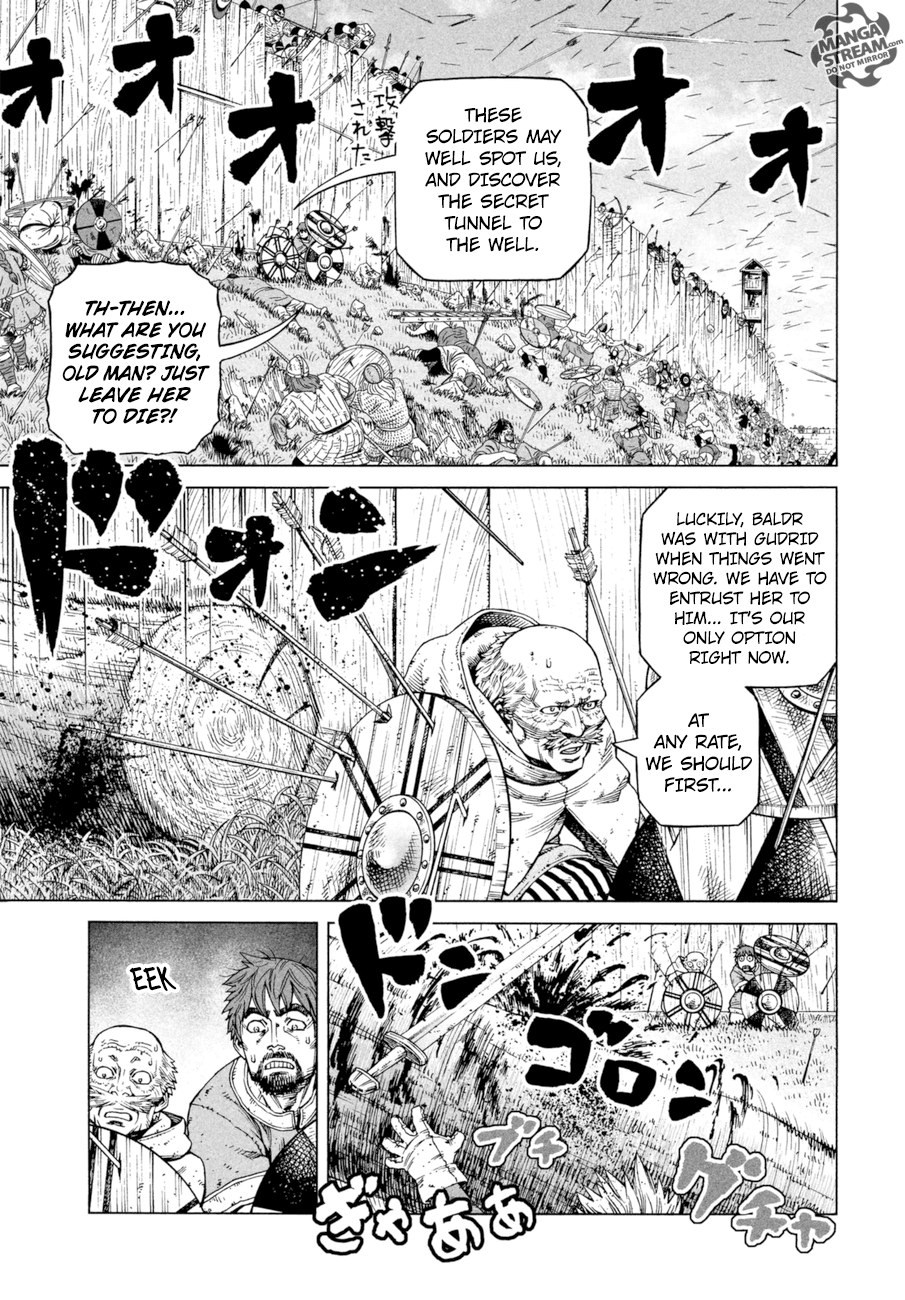 MANGA
STREAM.com
DO NOT MIRROR
オオオオオ
THESE
SOLDIERS MAY
WELL SPOT US,
AND DISCOVER
THE SECRET
TUNNEL TO
THE WELL.
攻撃
された
TH-THEN...
WHAT ARE YOU
SUGGESTING,
OLD MAN? JUST
LEAVE HER
TO DIE?!
LUCKILY, BALDR
WAS WITH GUDRID
WHEN THINGS WENT
WRONG. WE HAVE TO
ENTRUST HER TO
HIM... IT'S OUR
ONLY OPTION
RIGHT NOW.
ドォン
AT
ANY RATE,
WE SHOULD
FIRST...
ドン
ゴロン
ブチ
グチャ
ぎゃああ
EEK